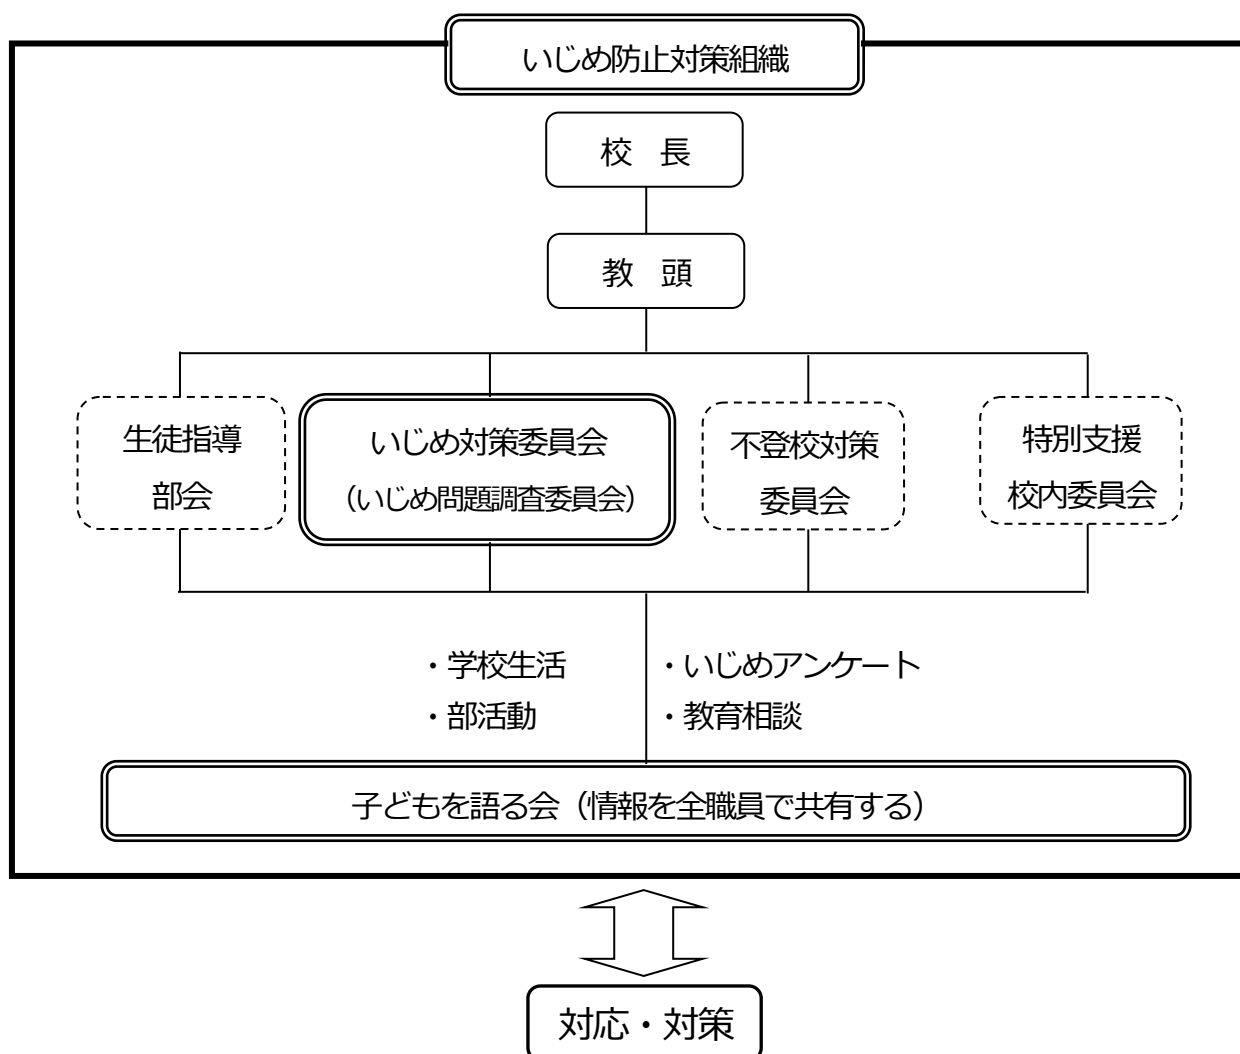 いじめ防止対策組織
校　長
教　頭
生徒指導
部会
いじめ対策委員会
（いじめ問題調査委員会）
不登校対策
委員会
特別支援
校内委員会
・学校生活
・部活動
・いじめアンケート
・教育相談
子どもを語る会（情報を全職員で共有する）
対応・対策